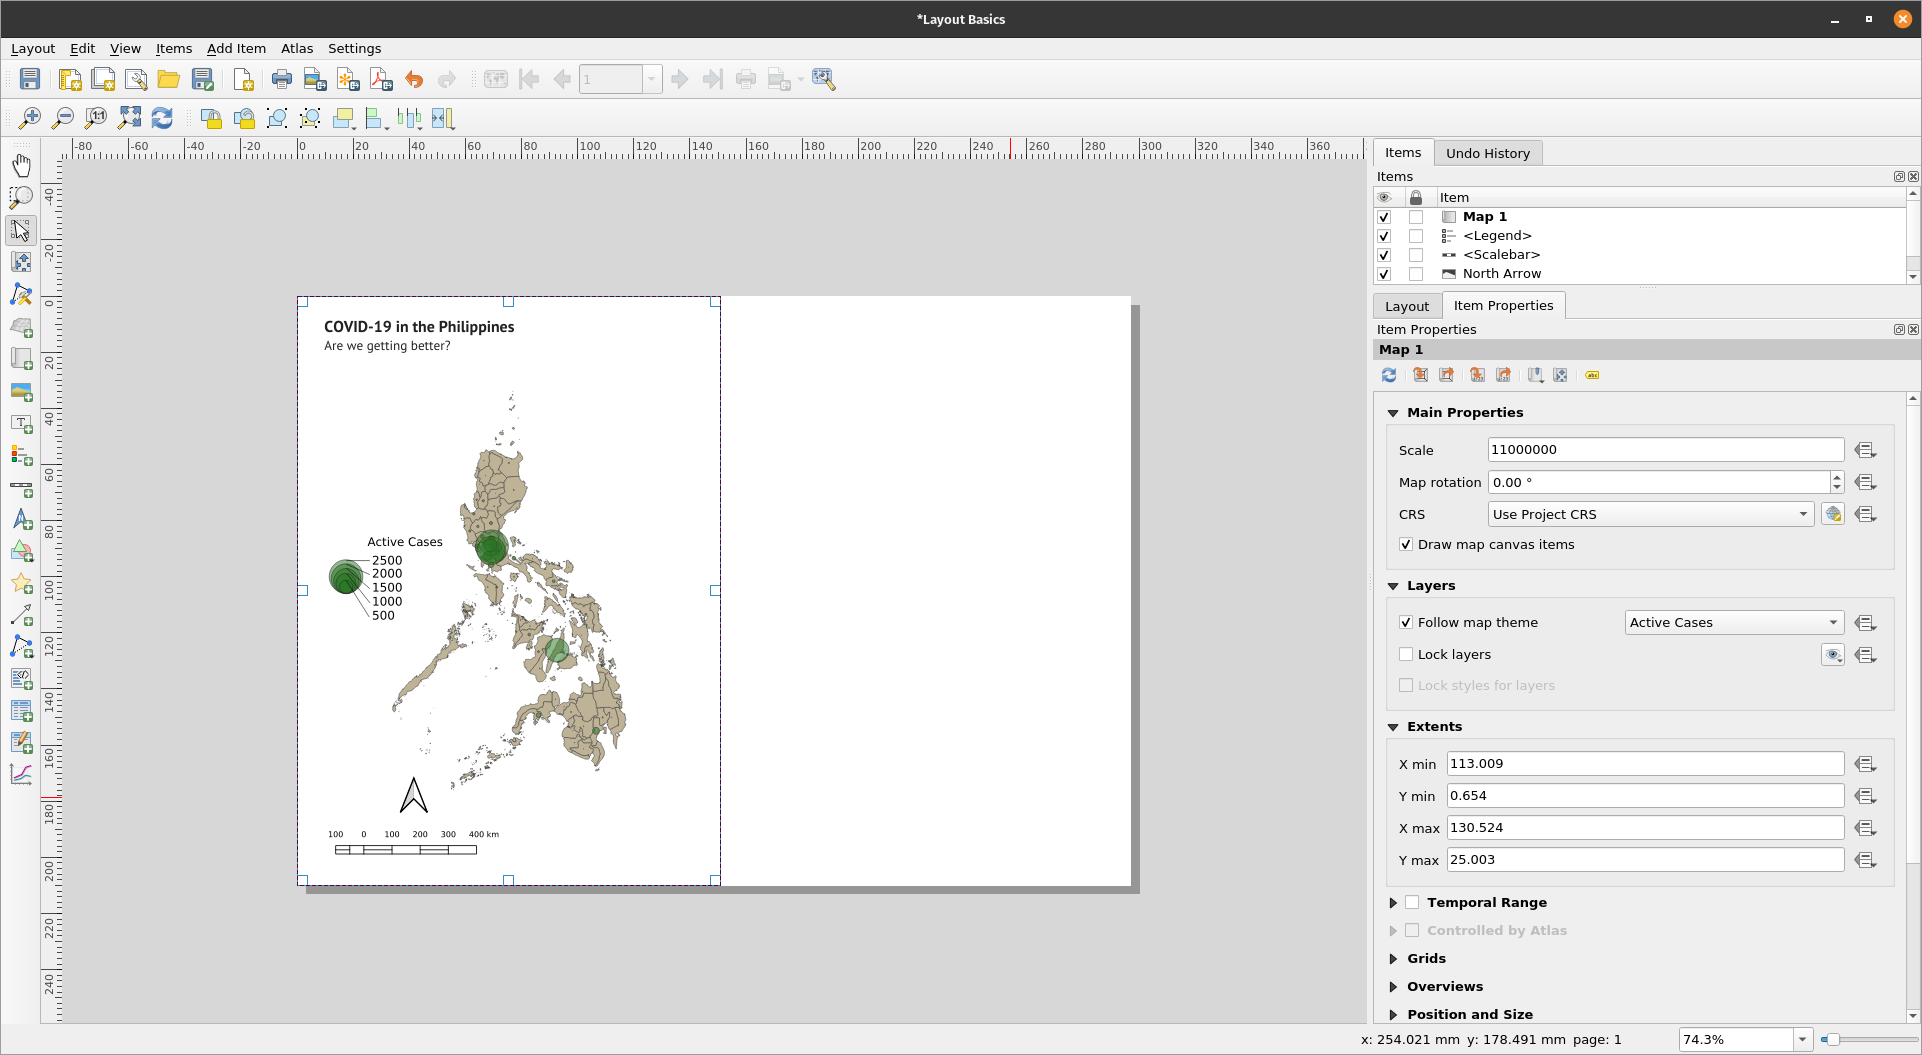 *Layout Basics
Layout Edit View Items Add Item Atlas Settings
1
-80 -60 -40 -20 0 20 40 60 80 100 120 140 160 180 200 220 240 260 280 300 320 340 360
-40
-20
0
20
40
60
80
100
120
140
160
180
200
220
240
COVID-19 in the Philippines
Are we getting better?
Active Cases
2500
2000
1500
1000
500
100 0 100 200 300 400 km
Items Undo History
Items
Item
Map 1
<Legend>
<Scalebar>
North Arrow
Layout Item Properties
Item Properties
Map 1
abc
Main Properties
Scale 11000000
Map rotation 0.00 °
CRS Use Project CRS
Draw map canvas items
Layers
Follow map theme Active Cases
Lock layers
Lock styles for layers
Extents
X min 113.009
Y min 0.654
X max 130.524
Y max 25.003
Temporal Range
Controlled by Atlas
Grids
Overviews
Position and Size
x: 254.021 mm y: 178.491 mm page: 1 74.3%